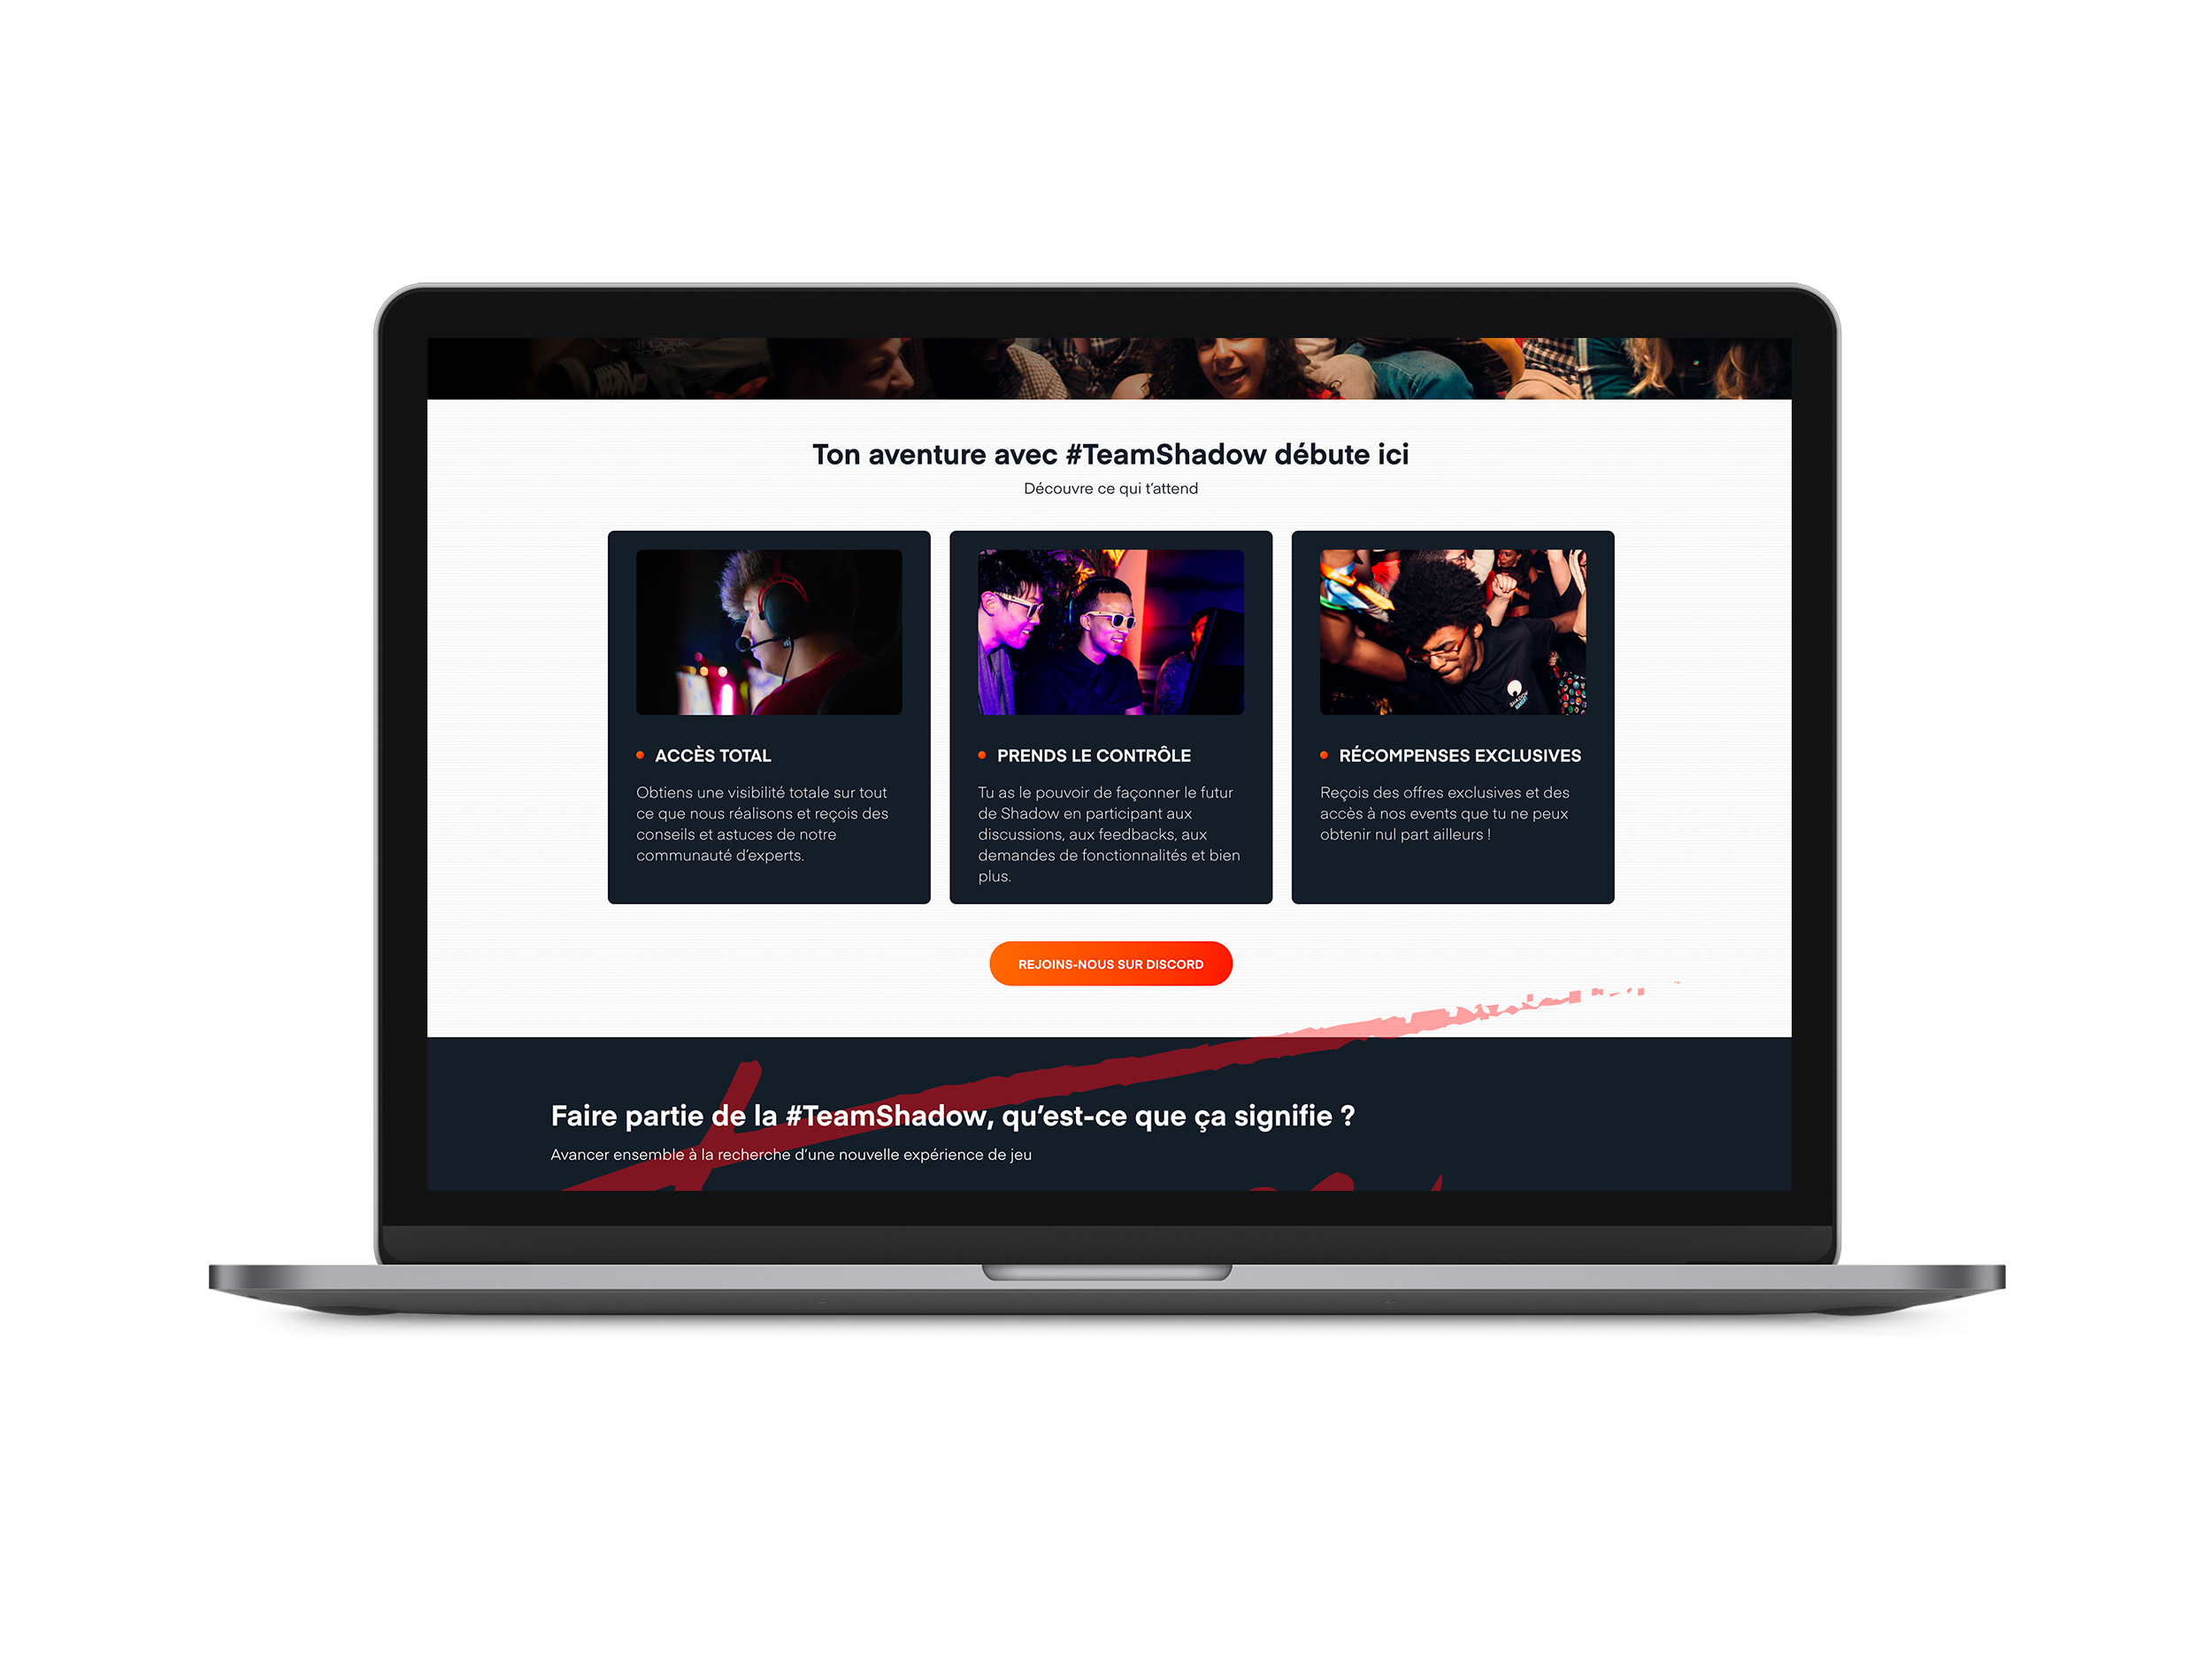 Ton aventure avec #TeamShadow débute ici
Découvre ce qui t'attend
ACCÈS TOTAL
Obtiens une visibilité totale sur tout
ce que nous réalisons et reçois des
conseils et astuces de notre
communauté d'experts.
PRENDS LE CONTRÔLE
Tu as le pouvoir de façonner le futur
de Shadow en participant aux
discussions, aux feedbacks, aux
demandes de fonctionnalités et bien
plus.
RÉCOMPENSES EXCLUSIVES
Reçois des offres exclusives et des
accès à nos events que tu ne peux
obtenir nul part ailleurs !
REJOINS-NOUS SUR DISCORD
Faire partie de la #TeamShadow, qu'est-ce que ça signifie ?
Avancer ensemble à la recherche d'une nouvelle expérience de jeu